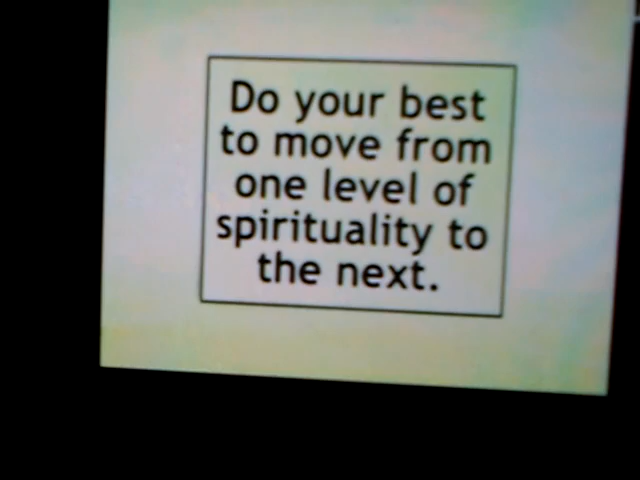 Do your best
to move from
one level of
spirituality to
the next.